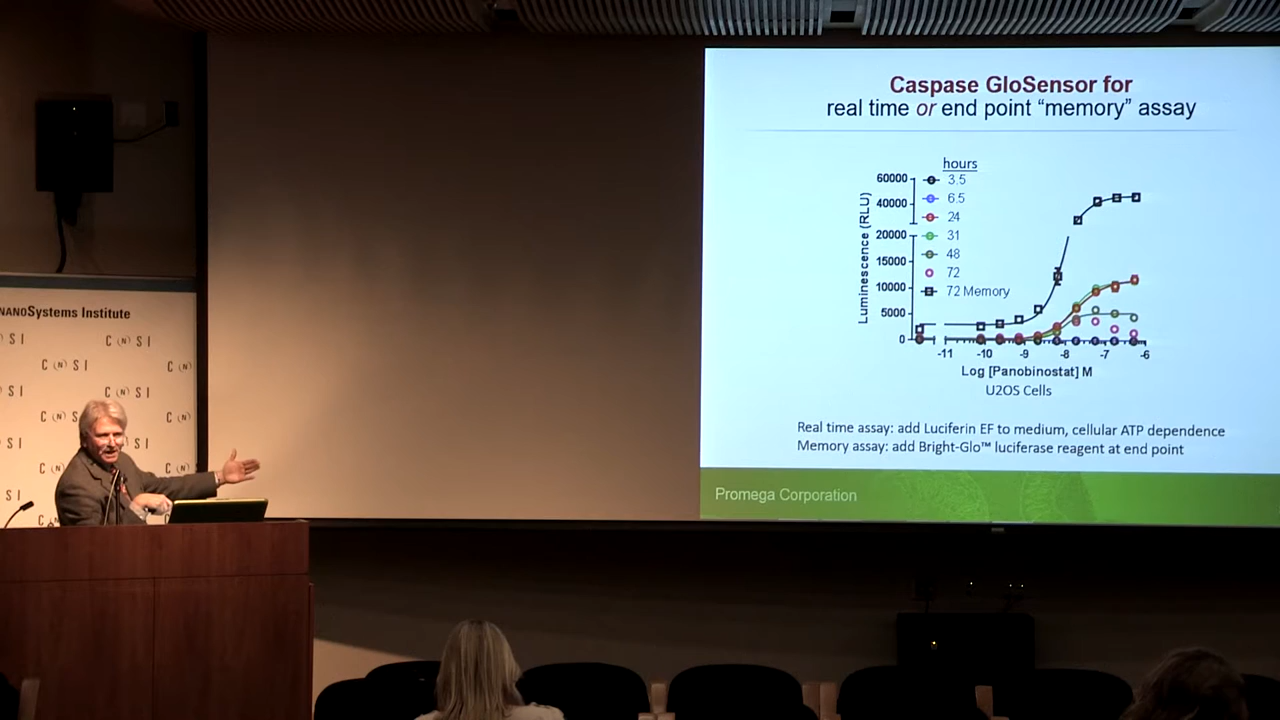 Caspase GloSensor for
real time or end point “memory” assay
hours
3.5
6.5
24
31
48
72
72 Memory
60000
40000
20000
15000
10000
5000
0
Luminescence (RLU)
-11 -10 -9 -8 -7 -6
Log [Panobinostat] M
U2OS Cells
Real time assay: add Luciferin EF to medium, cellular ATP dependence
Memory assay: add Bright-Glo™ luciferase reagent at end point
Promega Corporation
NANOSystems Institute
S I C (N) S I
C (N) S I C (N)
S I C (N) S I
C (N) S C (N)
S I S I
C (N) C (N)
S I
C